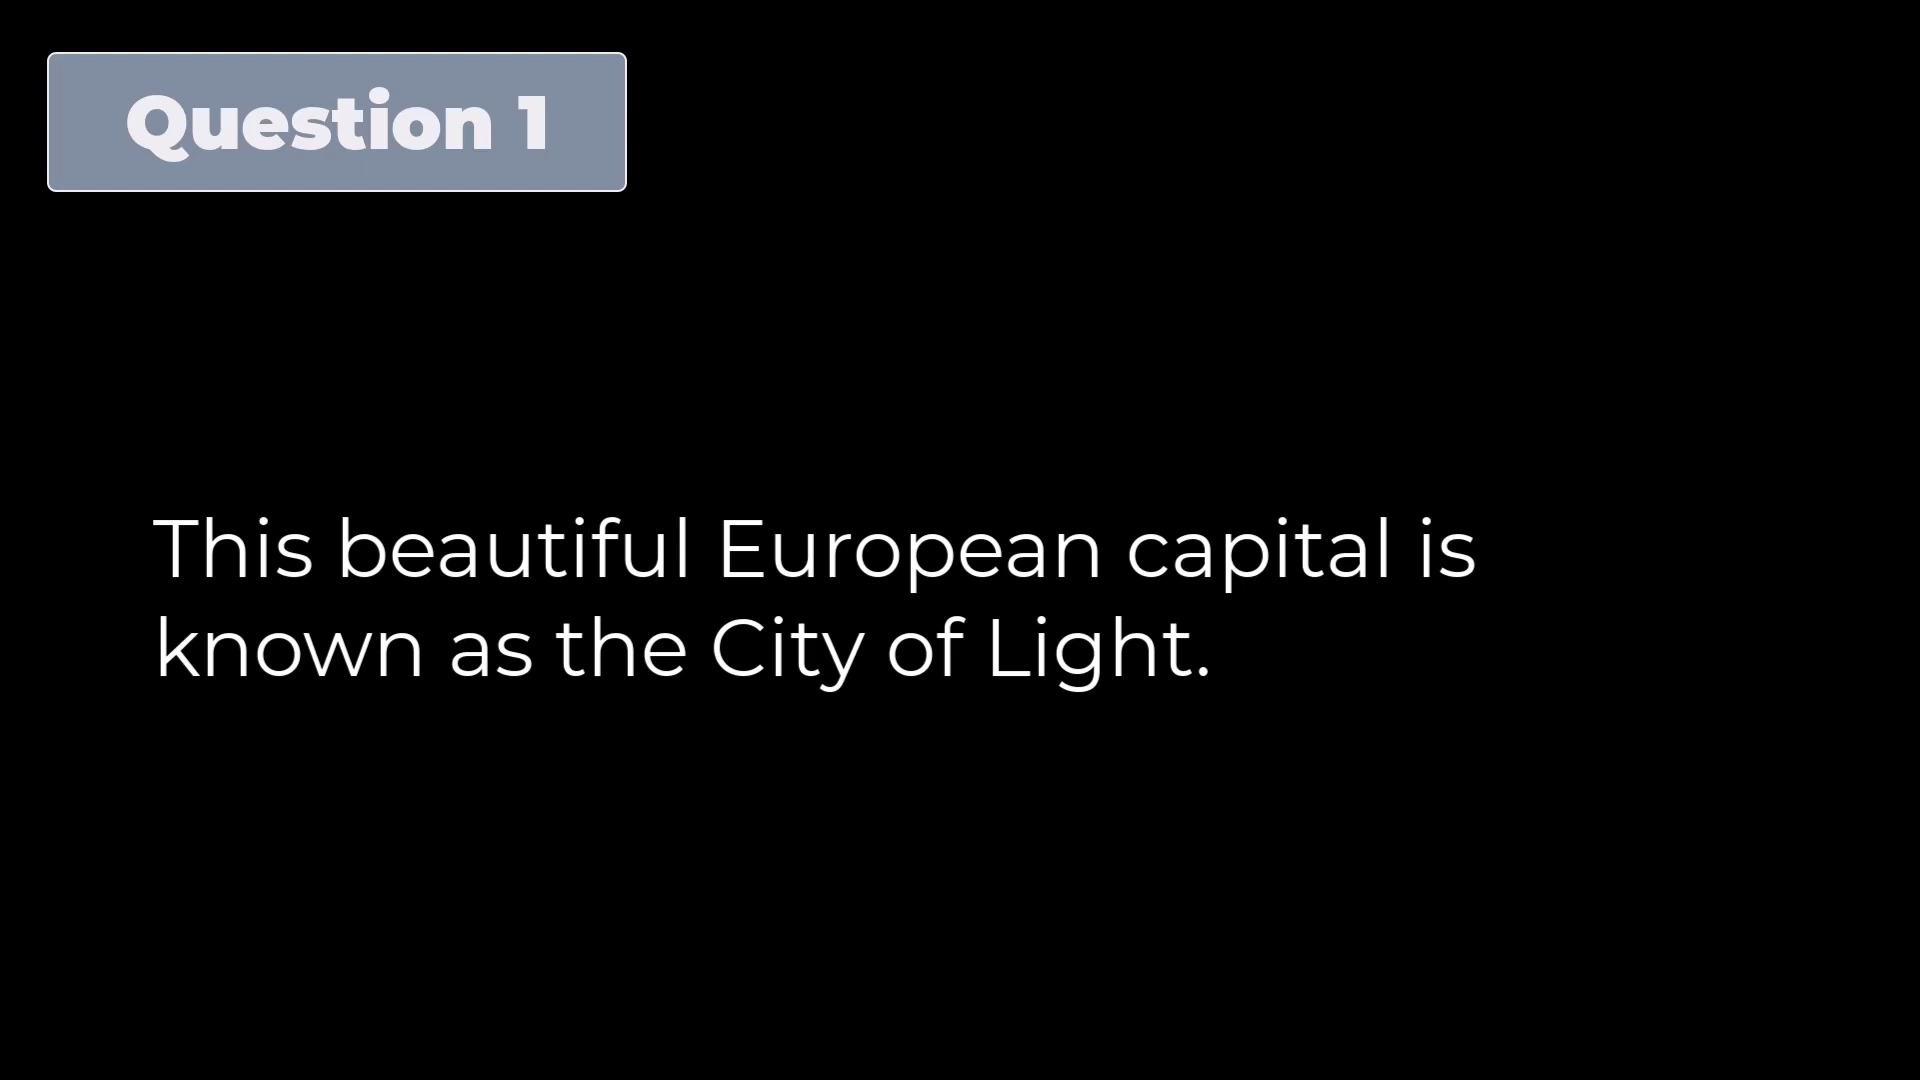 Question 1
This beautiful European capital is
known as the City of Light.